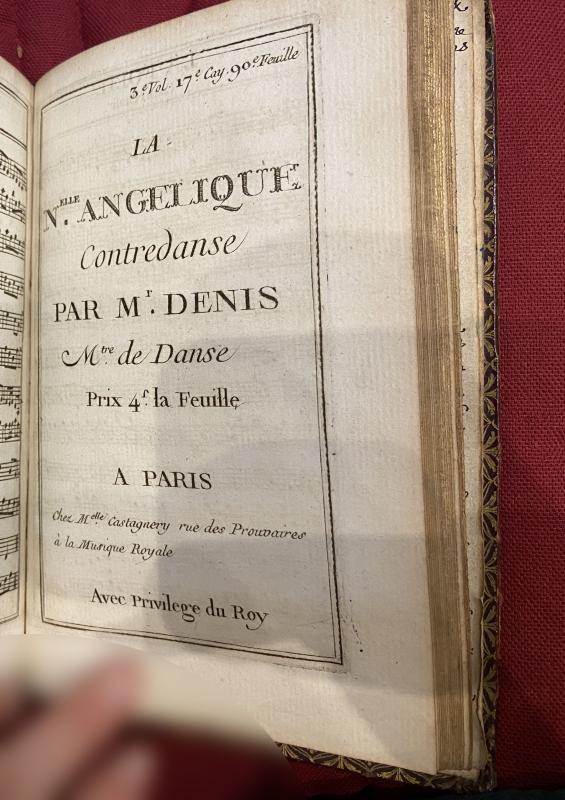 3.e Vol. 17.e Cay. 90.e Feuille
LA
N.ELLE ANGELIQUE
Contredanse
PAR M.r DENIS
M.tre de Danse
Prix 4.s la Feuille
A PARIS
Chez M.elle Castagnery rue des Prouvaires
à la Musique Royale
Avec Privilege du Roy